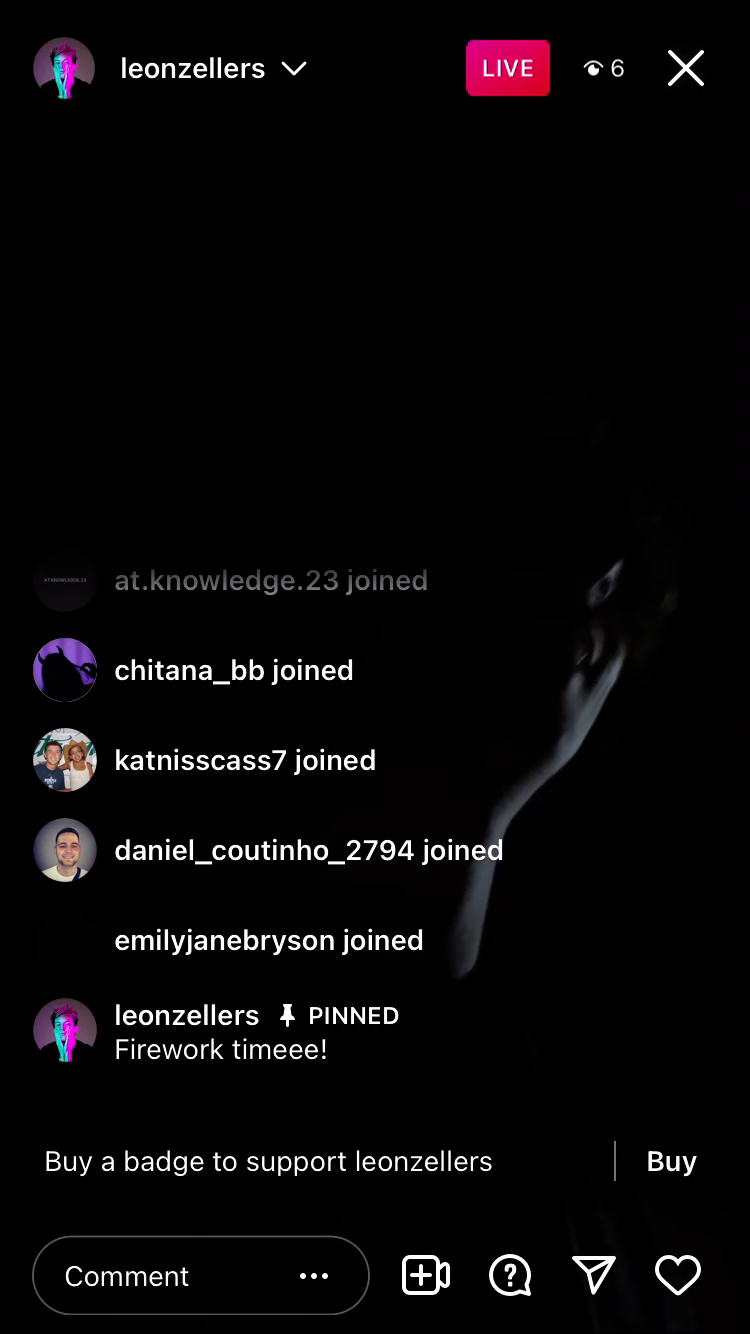 leonzellers
LIVE
6
at.knowledge.23 joined
chitana_bb joined
katnisscass7 joined
daniel_coutinho_2794 joined
emilyjanebryson joined
leonzellers PINNED
Firework timeee!
Buy a badge to support leonzellers
Buy
Comment